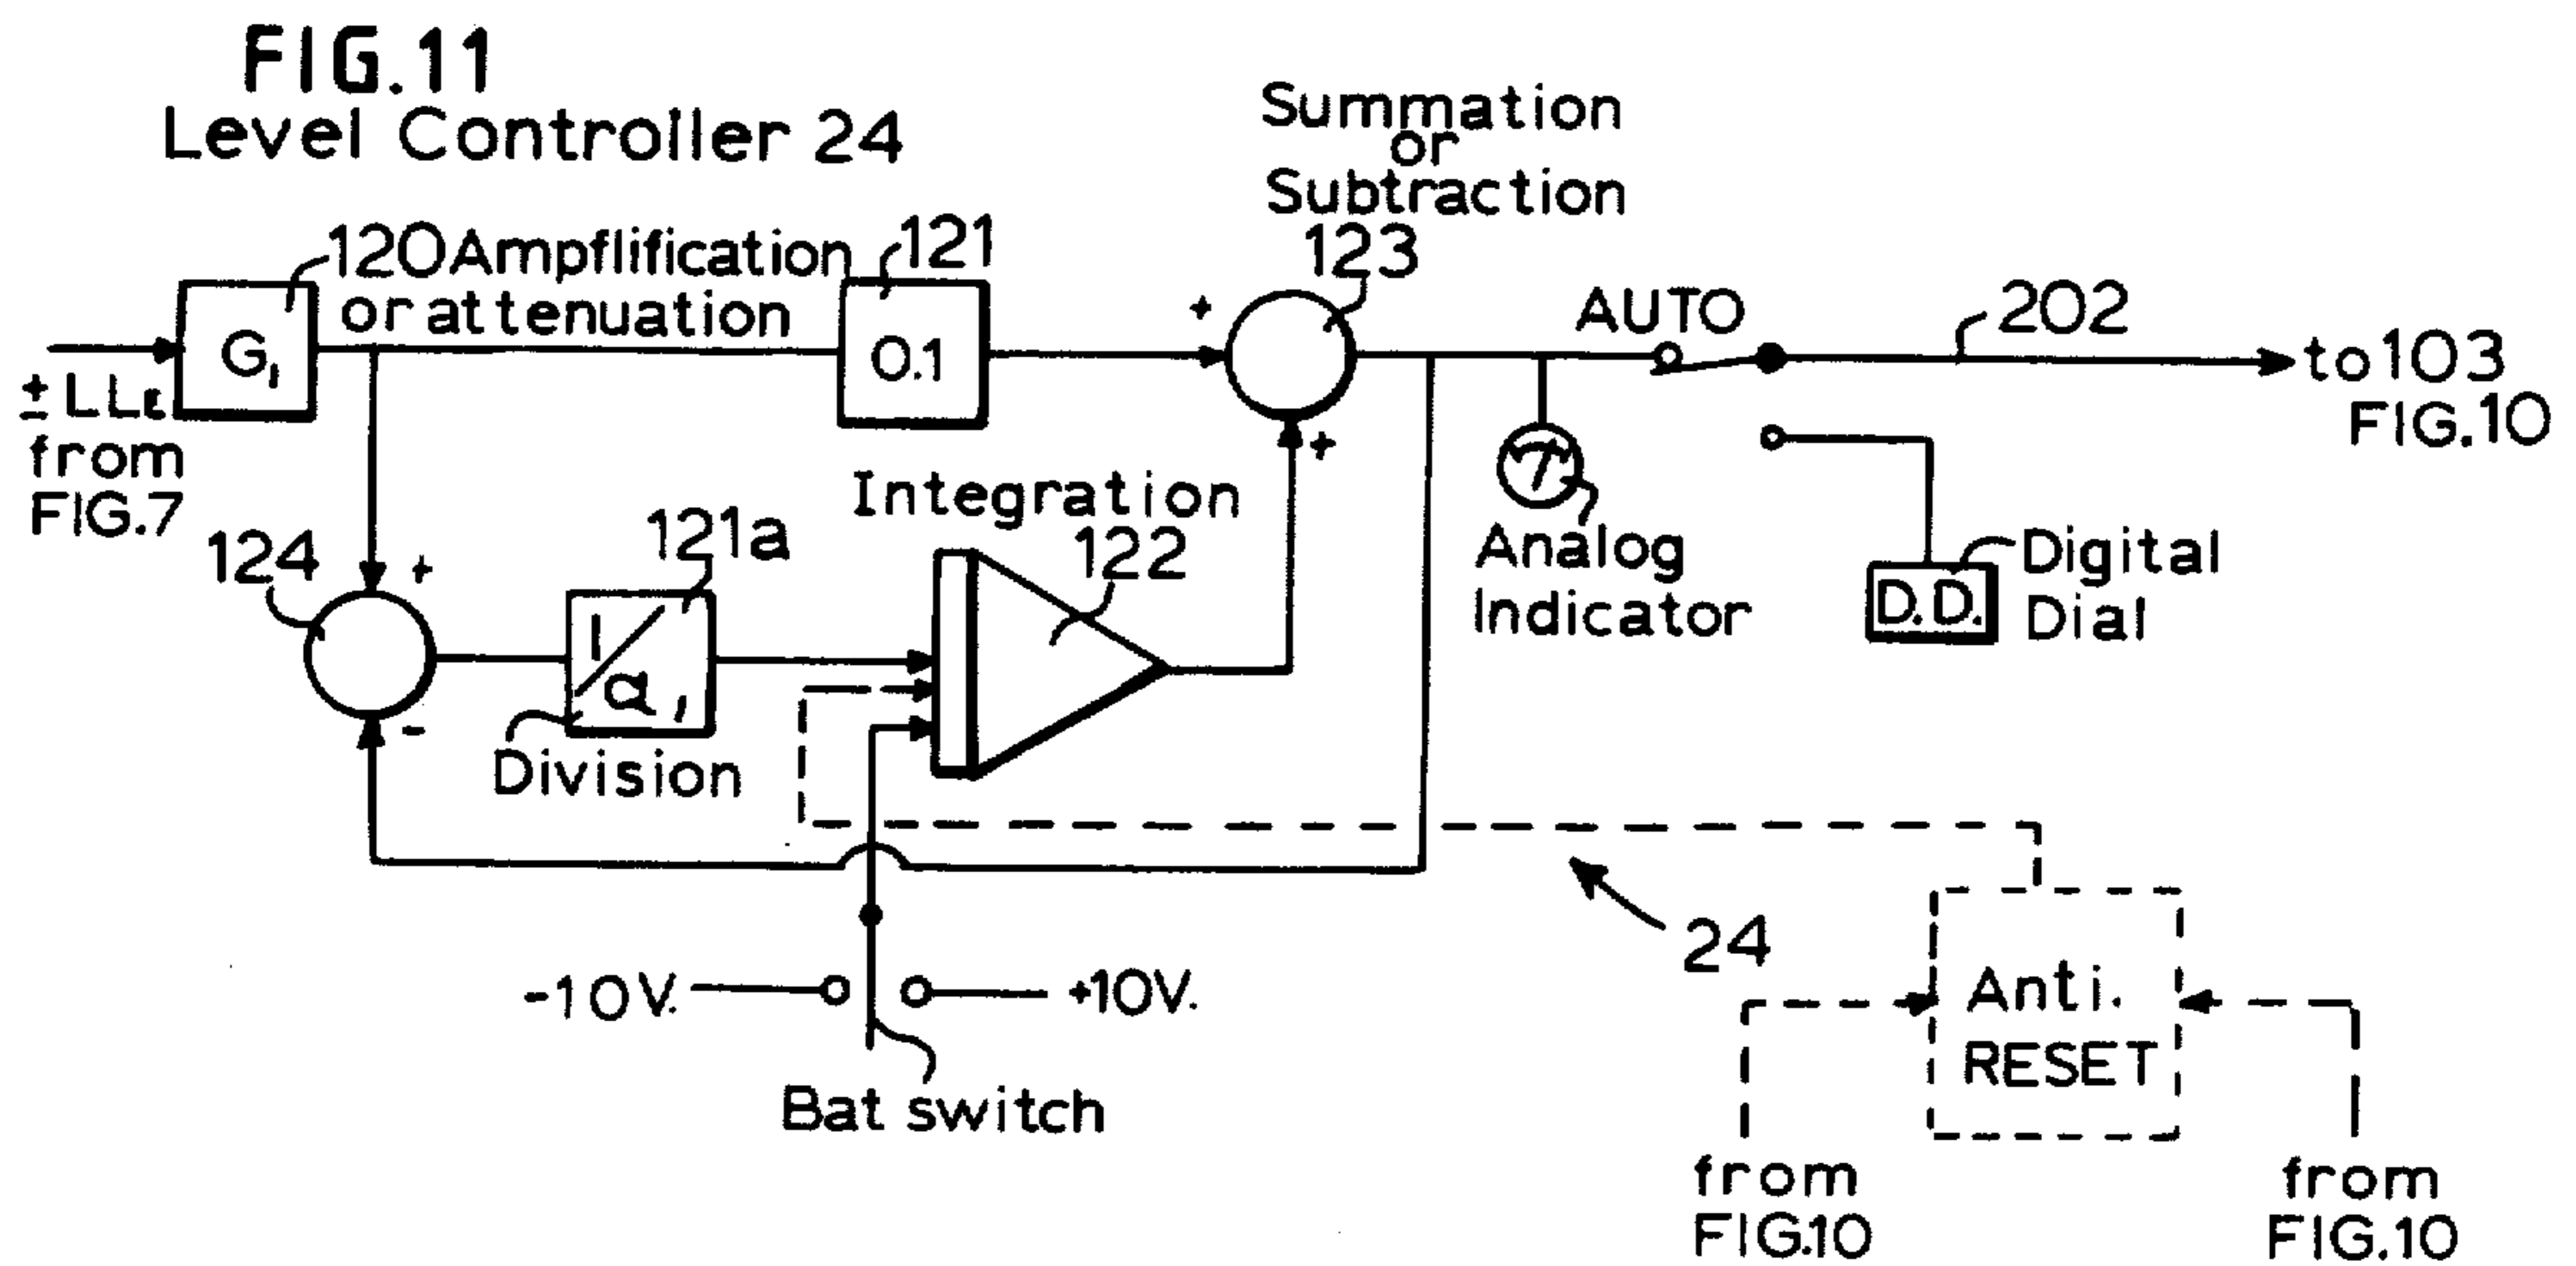 FIG.11
Level Controller 24
Summation
or
Subtraction
123
120 Ampflification
or attenuation
121
G1
0.1
+
AUTO
202
to 103
FIG.10
± LLε
from
FIG.7
+
Integration
122
Analog
Indicator
D.D.
Digital
Dial
124
+
-
121a
1/α1
Division
24
-10V.
+10V.
Bat switch
Anti.
RESET
from
FIG.10
from
FIG.10